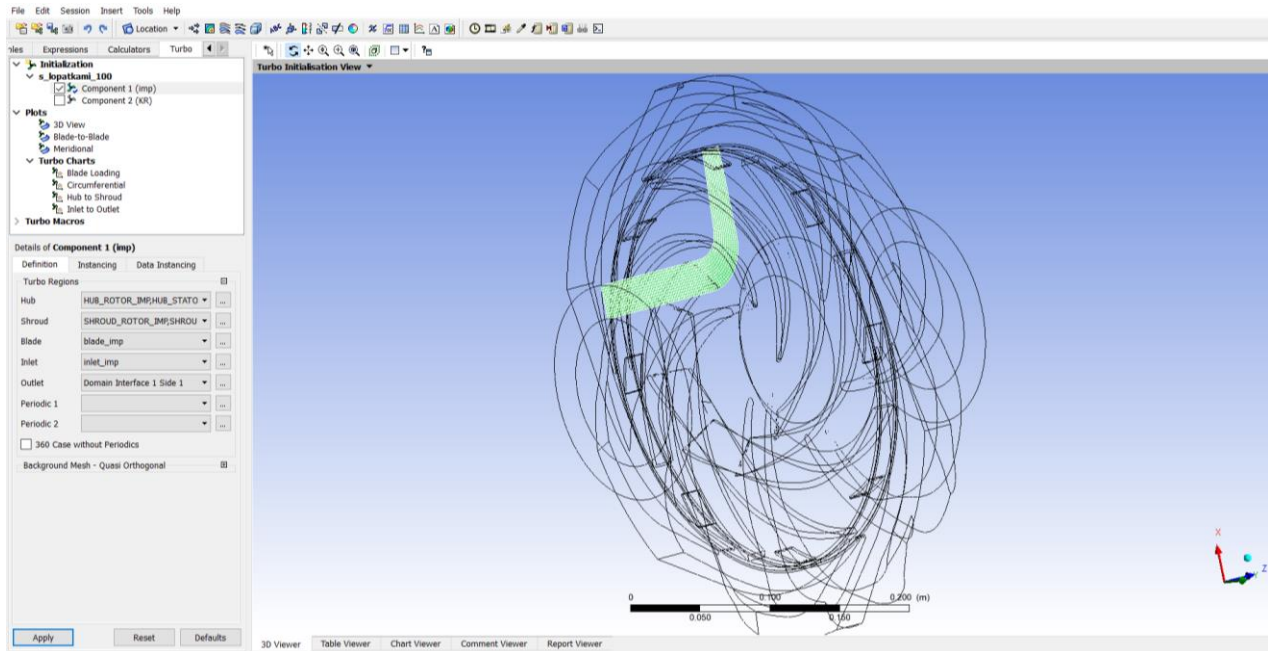 File Edit Session Insert Tools Help
Location
Expressions Calculators Turbo
Turbo Initialisation View
Initialization
s_lopatkami_100
Component 1 (imp)
Component 2 (KR)
Plots
3D View
Blade-to-Blade
Meridional
Turbo Charts
Blade Loading
Circumferential
Hub to Shroud
Inlet to Outlet
Turbo Macros
Details of Component 1 (imp)
Definition Instancing Data Instancing
Turbo Regions
Hub HUB_ROTOR_IMP,HUB_STATO ...
Shroud SHROUD_ROTOR_IMP,SHROU ...
Blade blade_imp ...
Inlet inlet_imp ...
Outlet Domain Interface 1 Side 1 ...
Periodic 1 ...
Periodic 2 ...
360 Case without Periodics
Background Mesh - Quasi Orthogonal
X
Z
0 0.100 0.200 (m)
0.050 0.150
Apply Reset Defaults
3D Viewer Table Viewer Chart Viewer Comment Viewer Report Viewer